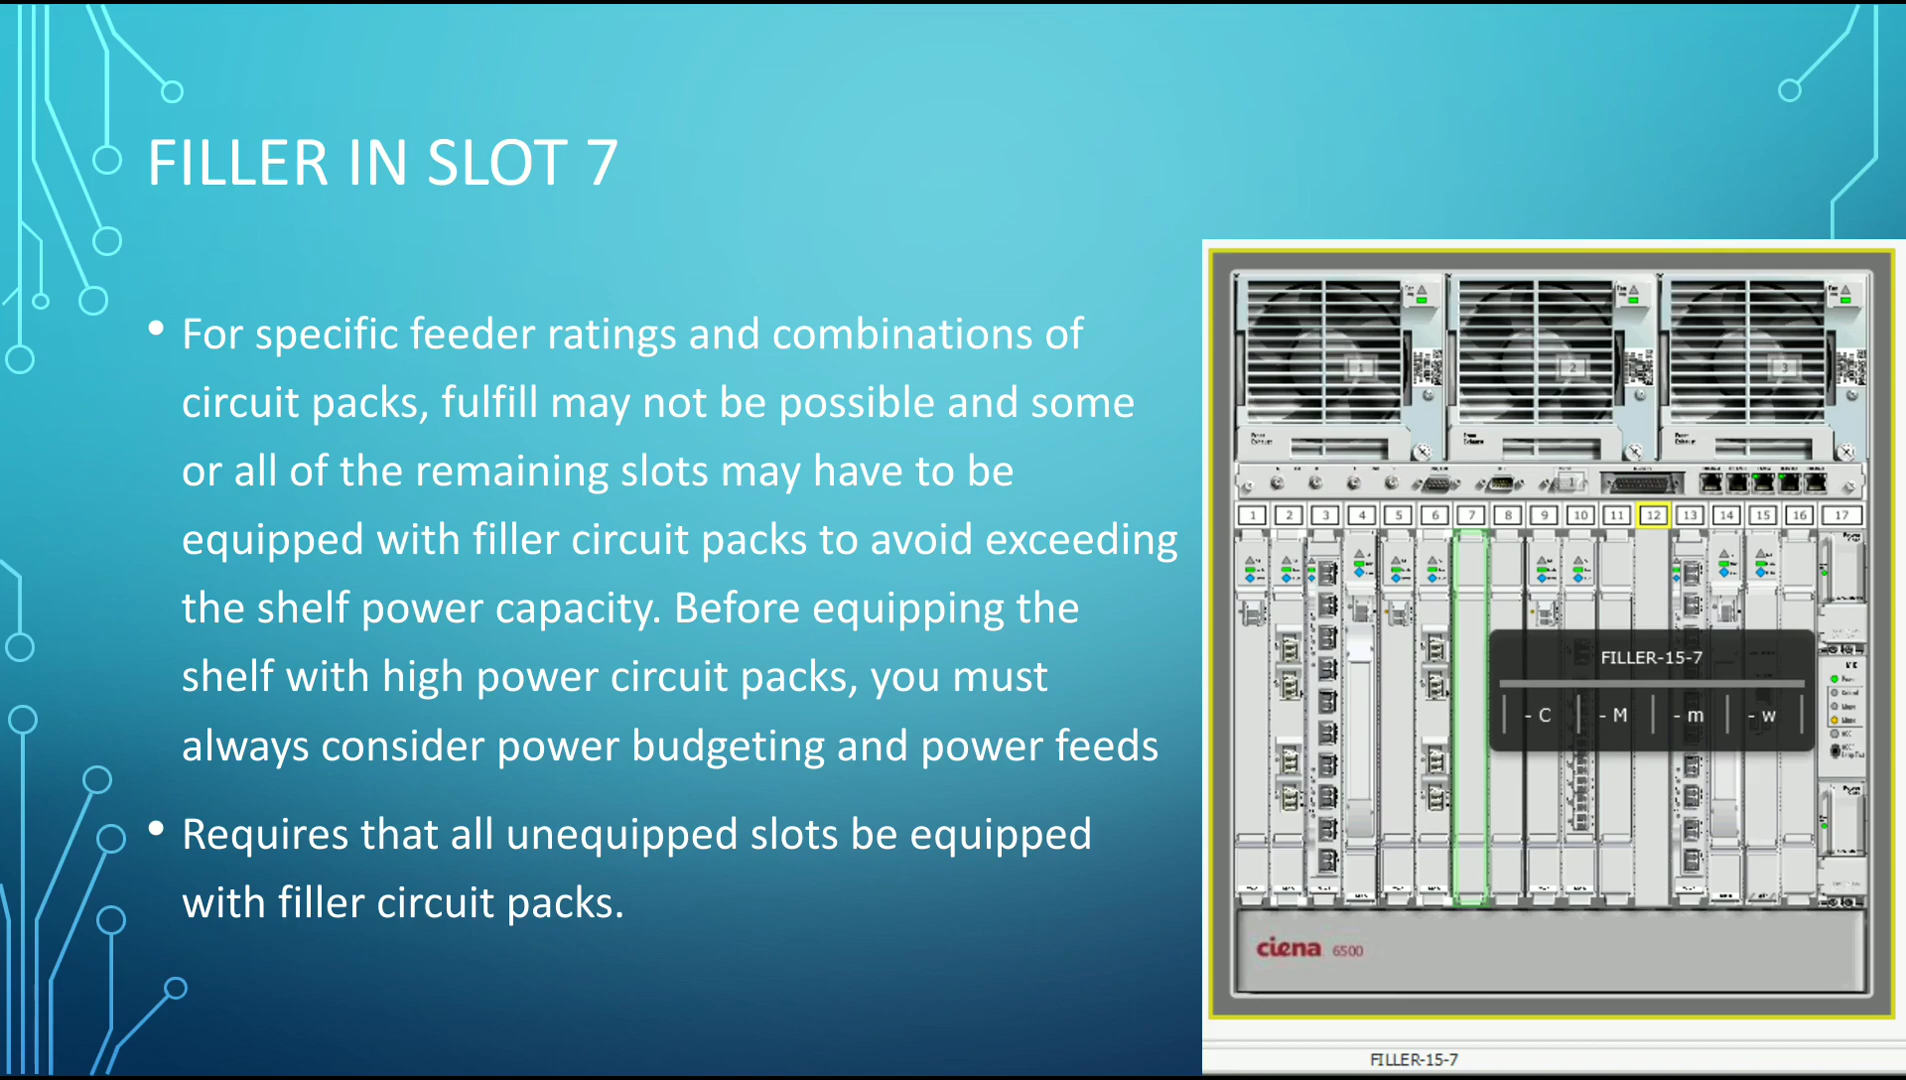 FILLER IN SLOT 7
• For specific feeder ratings and combinations of
circuit packs, fulfill may not be possible and some
or all of the remaining slots may have to be
equipped with filler circuit packs to avoid exceeding
the shelf power capacity. Before equipping the
shelf with high power circuit packs, you must
always consider power budgeting and power feeds
• Requires that all unequipped slots be equipped
with filler circuit packs.
1 2 3
1
1 2 3 4 5 6 7 8 9 10 11 12 13 14 15 16 17
FILLER-15-7
- C - M - m - w
ciena 6500
FILLER-15-7